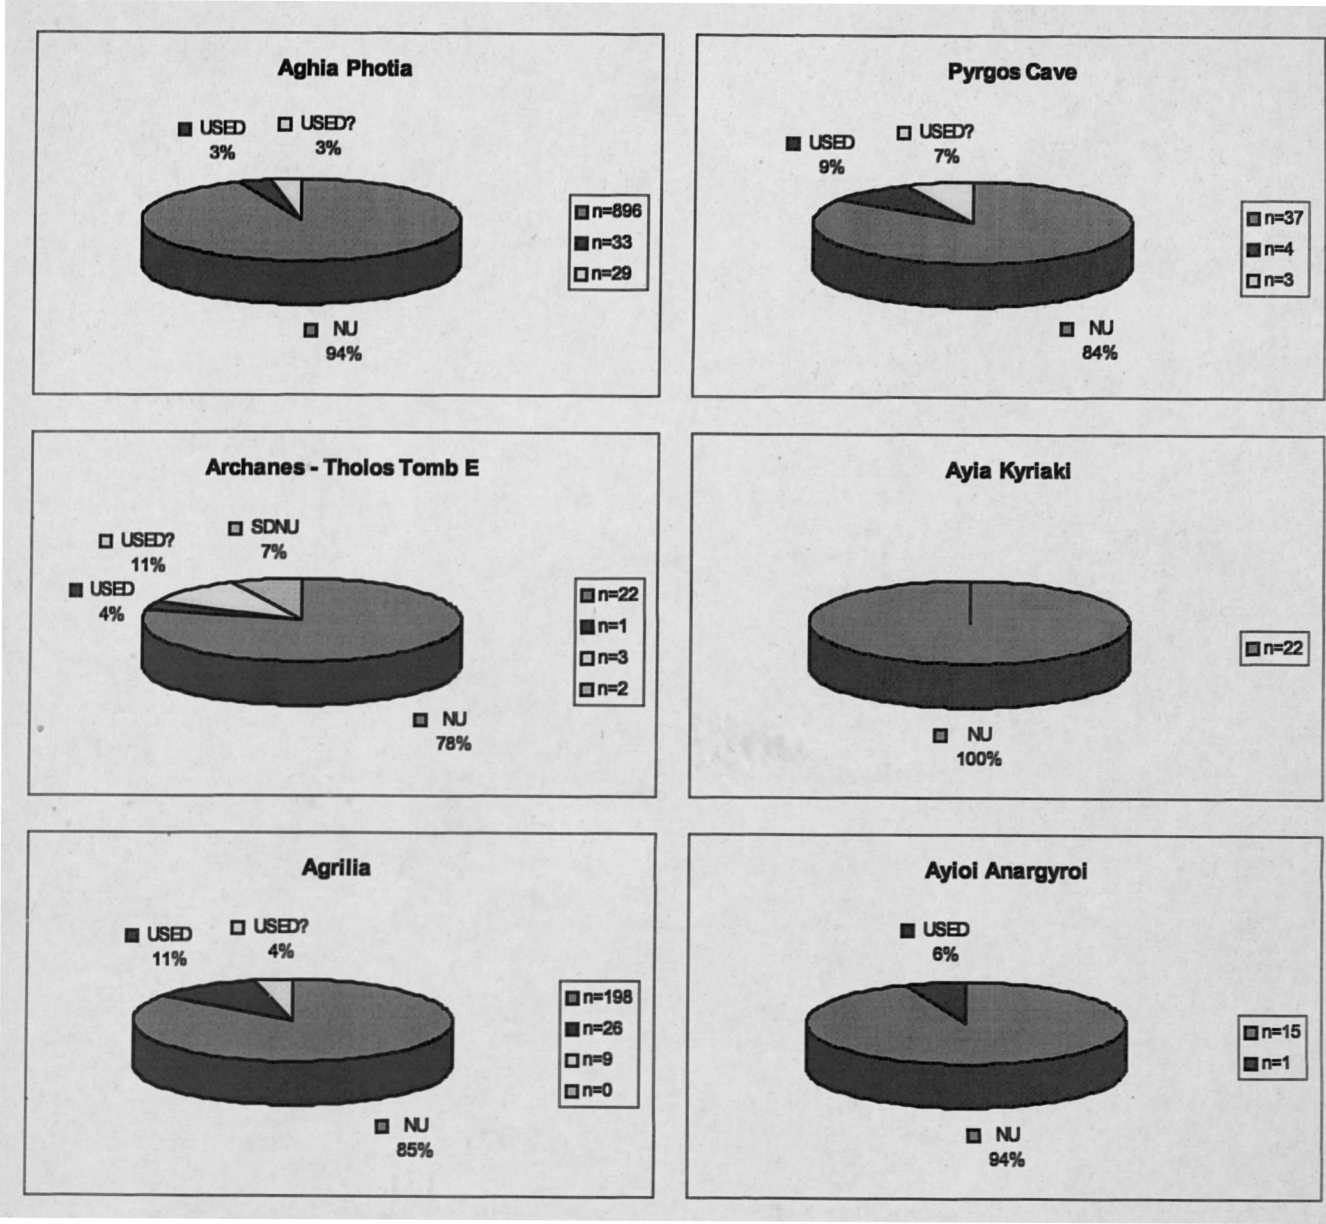 Aghia Photia
USED
3%
USED?
3%
n=896
n=33
n=29
NU
94%
Pyrgos Cave
USED
9%
USED?
7%
n=37
n=4
n=3
NU
84%
Archanes - Tholos Tomb E
USED?
11%
SDNU
7%
USED
4%
n=22
n=1
n=3
n=2
NU
78%
Ayia Kyriaki
n=22
NU
100%
Agrilia
USED
11%
USED?
4%
n=198
n=26
n=9
n=0
NU
85%
Ayioi Anargyroi
USED
6%
n=15
n=1
NU
94%